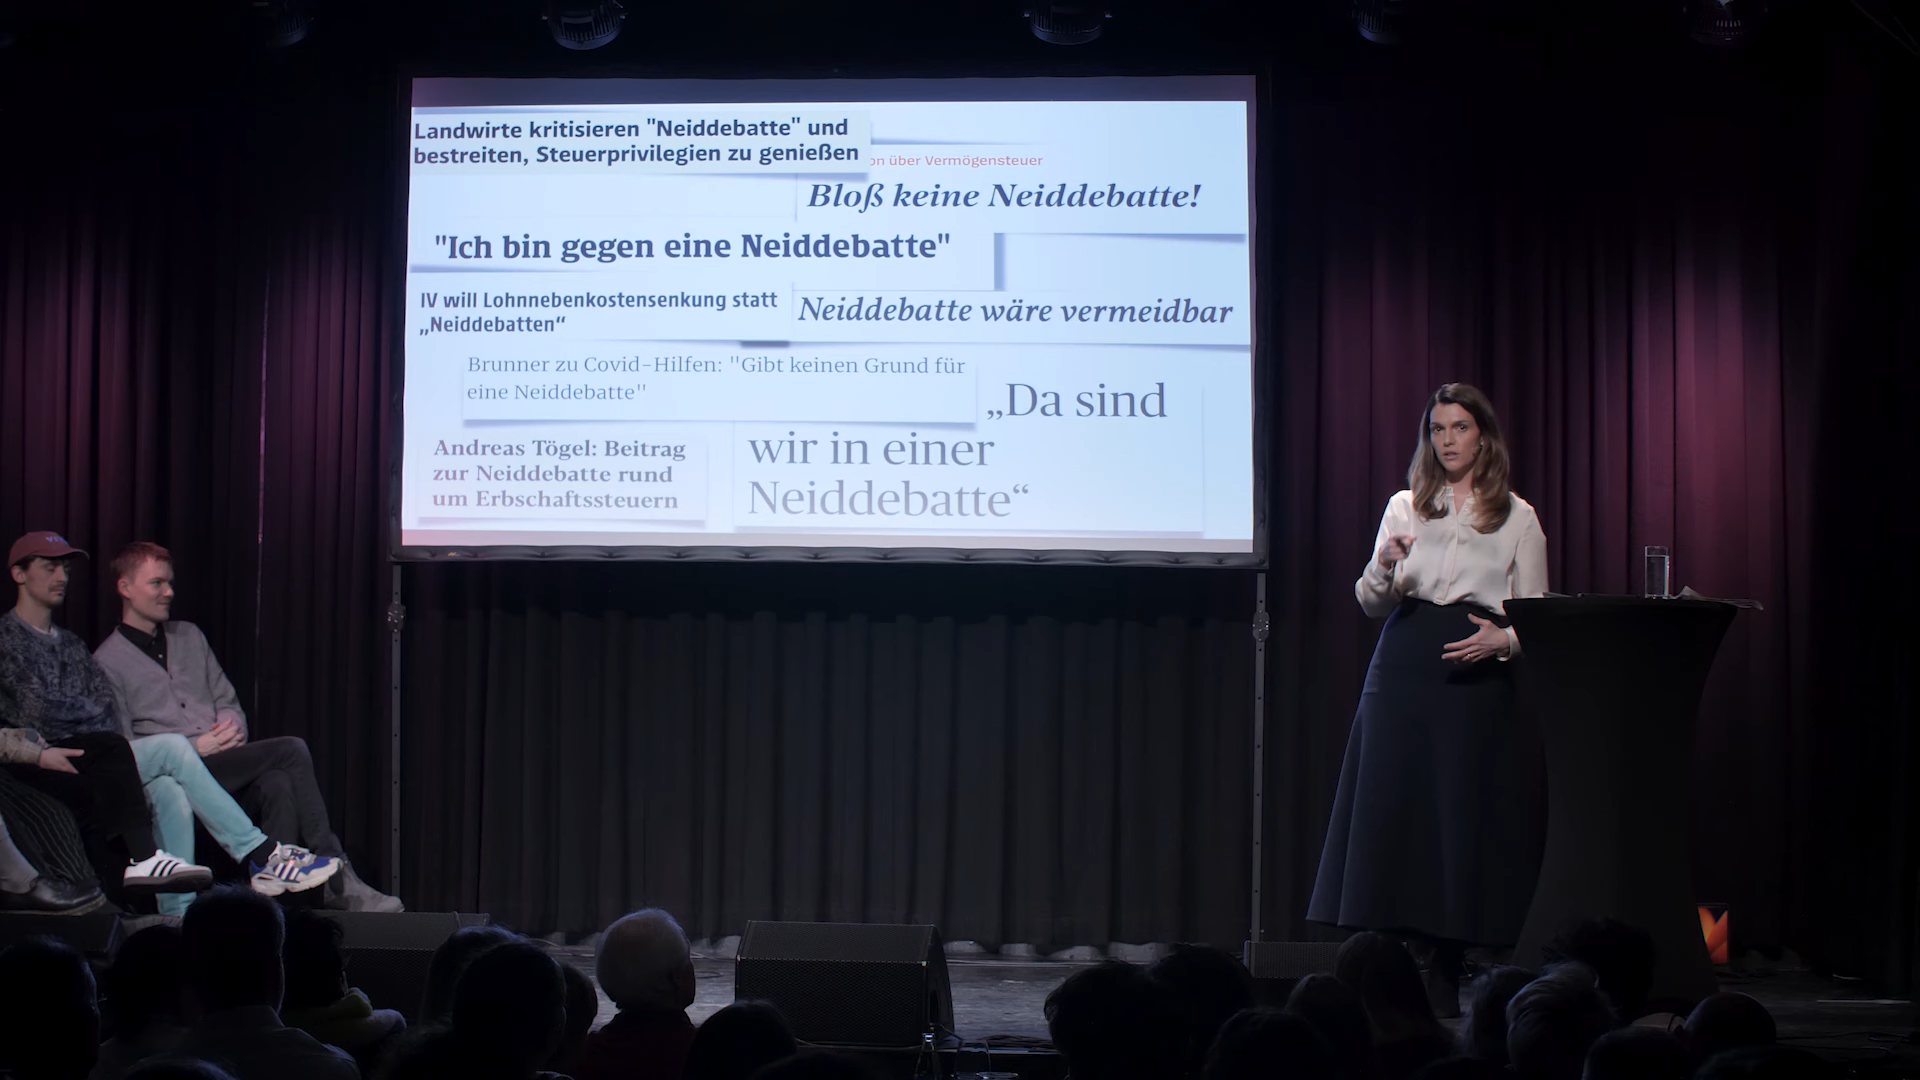 Landwirte kritisieren "Neiddebatte" und
bestreiten, Steuerprivilegien zu genießen
über Vermögensteuer
Bloß keine Neiddebatte!
"Ich bin gegen eine Neiddebatte"
IV will Lohnnebenkostensenkung statt
„Neiddebatten“
Neiddebatte wäre vermeidbar
Brunner zu Covid-Hilfen: "Gibt keinen Grund für
eine Neiddebatte"
„Da sind
wir in einer
Neiddebatte“
Andreas Tögel: Beitrag
zur Neiddebatte rund
um Erbschaftssteuern